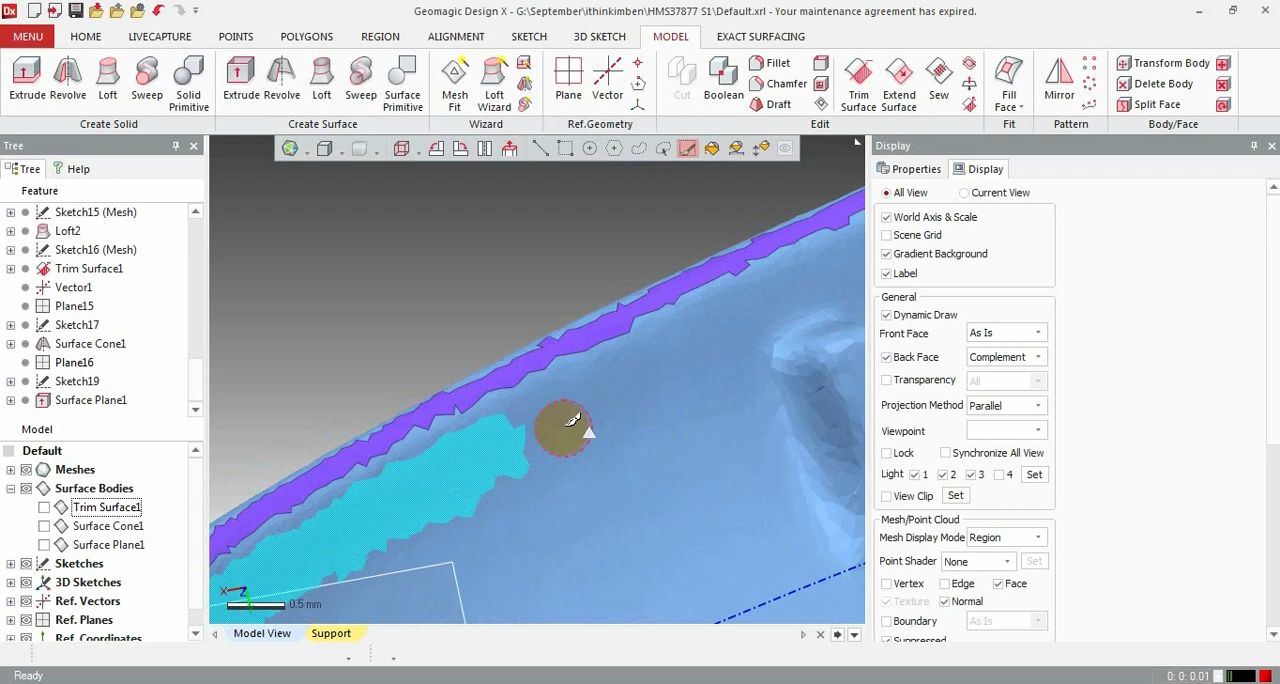 Dx Geomagic Design X - G:\September\ithinkimben\HMS37877 S1\Default.xrl - Your maintenance agreement has expired.
MENU HOME LIVECAPTURE POINTS POLYGONS REGION ALIGNMENT SKETCH 3D SKETCH MODEL EXACT SURFACING
Extrude Revolve Loft Sweep Solid Primitive
Create Solid
Extrude Revolve Loft Sweep Surface Primitive
Create Surface
Mesh Fit Loft Wizard
Wizard
Plane Vector
Ref.Geometry
Cut Boolean Fillet Chamfer Draft Trim Surface Extend Surface Sew
Edit
Fill Face
Fit
Mirror
Pattern
Transform Body
Delete Body
Split Face
Body/Face
Tree
Tree Help
Feature
Sketch15 (Mesh)
Loft2
Sketch16 (Mesh)
Trim Surface1
Vector1
Plane15
Sketch17
Surface Cone1
Plane16
Sketch19
Surface Plane1
Model
Default
Meshes
Surface Bodies
Trim Surface1
Surface Cone1
Surface Plane1
Sketches
3D Sketches
Ref. Vectors
Ref. Planes
Ref. Coordinates
X Z
0.5 mm
Model View Support
Display
Properties Display
All View Current View
World Axis & Scale
Scene Grid
Gradient Background
Label
General
Dynamic Draw
Front Face As Is
Back Face Complement
Transparency All
Projection Method Parallel
Viewpoint
Lock Synchronize All View
Light 1 2 3 4 Set
View Clip Set
Mesh/Point Cloud
Mesh Display Mode Region
Point Shader None Set
Vertex Edge Face
Texture Normal
Boundary As Is
Suppressed
Ready
0: 0: 0.01